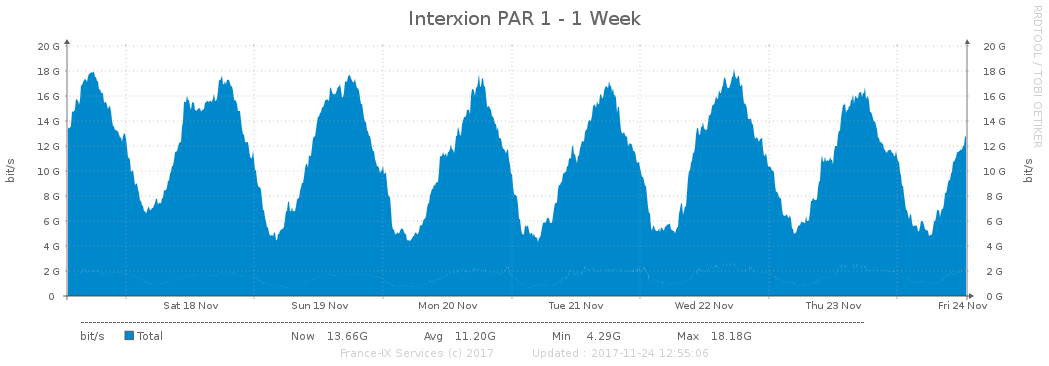 Interxion PAR 1 - 1 Week
RRDTOOL / TOBI OETIKER
bit/s
20 G
18 G
16 G
14 G
12 G
10 G
8 G
6 G
4 G
2 G
0
20 G
18 G
16 G
14 G
12 G
10 G
8 G
6 G
4 G
2 G
0 G
bit/s
Sat 18 Nov Sun 19 Nov Mon 20 Nov Tue 21 Nov Wed 22 Nov Thu 23 Nov Fri 24 Nov
bit/s Total Now 13.66G Avg 11.20G Min 4.29G Max 18.18G
France-IX Services (c) 2017 Updated : 2017-11-24 12:55:06